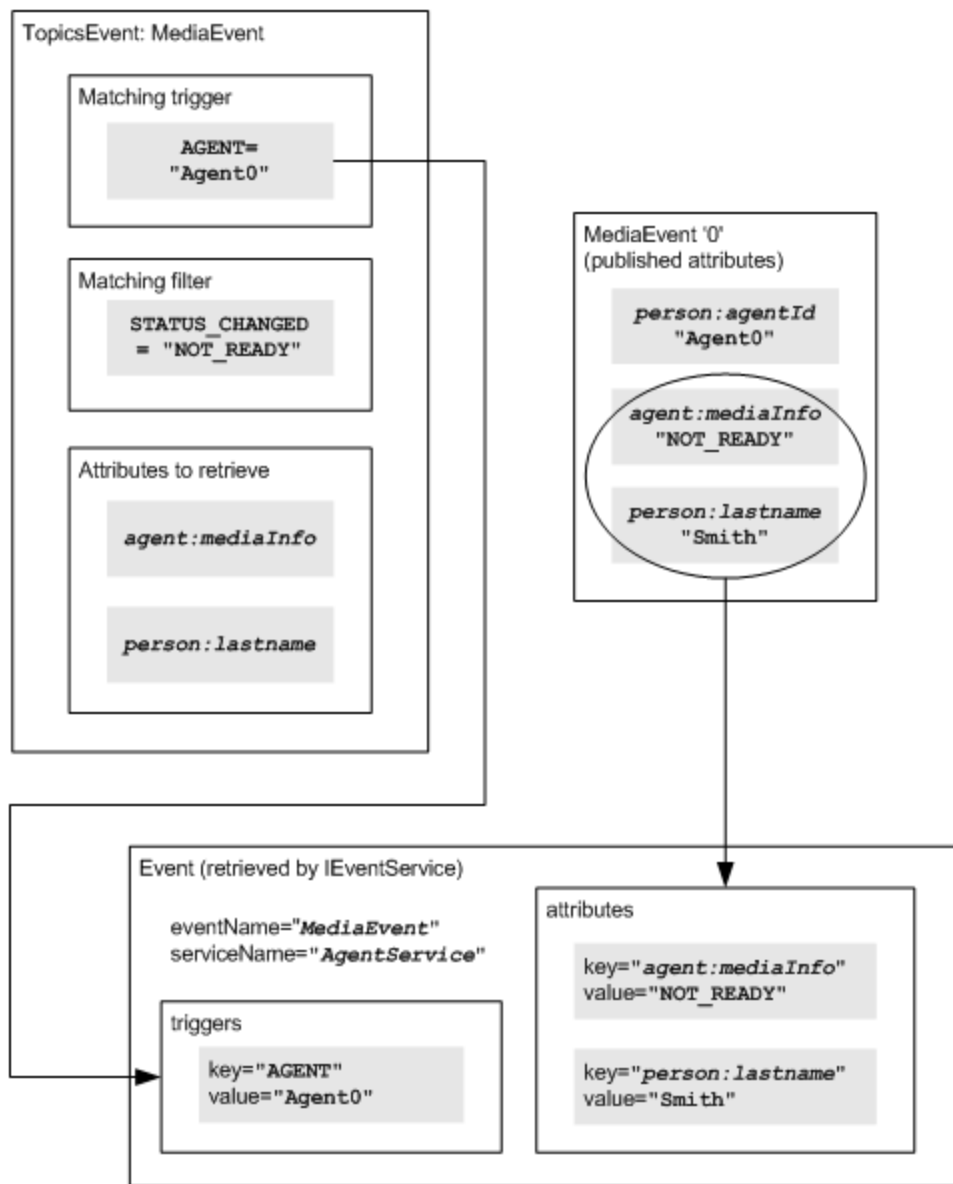 TopicsEvent: MediaEvent
Matching trigger
AGENT=
"Agent0"
Matching filter
STATUS_CHANGED
= "NOT_READY"
Attributes to retrieve
agent:mediaInfo
person:lastname
MediaEvent '0'
(published attributes)
person:agentId
"Agent0"
agent:mediaInfo
"NOT_READY"
person:lastname
"Smith"
Event (retrieved by IEventService)
eventName="MediaEvent"
serviceName="AgentService"
triggers
key="AGENT"
value="Agent0"
attributes
key="agent:mediaInfo"
value="NOT_READY"
key="person:lastname"
value="Smith"